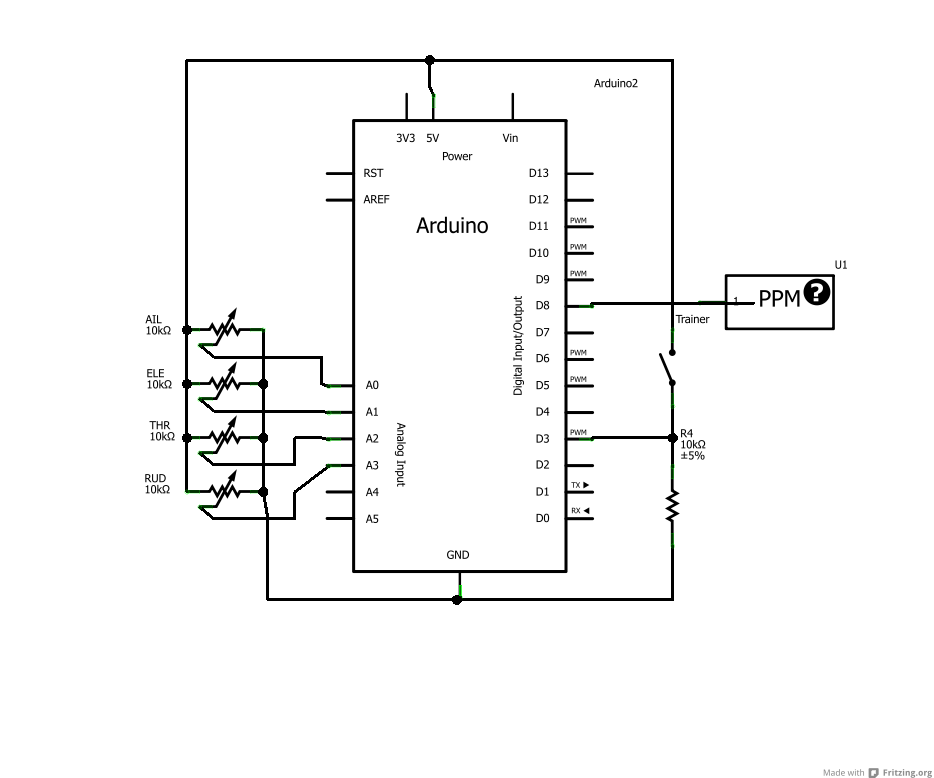 Arduino2
3V3 5V Vin
Power
RST
AREF
Arduino
D13
D12
D11 PWM
D10 PWM
D9 PWM
D8
D7
D6 PWM
D5 PWM
D4
D3 PWM
D2
D1 TX
D0 RX
Digital Input/Output
U1
1 PPM ?
Trainer
R4
10kΩ
±5%
AIL
10kΩ
ELE
10kΩ
THR
10kΩ
RUD
10kΩ
A0
A1
A2
A3
A4
A5
Analog Input
GND
Made with Fritzing.org